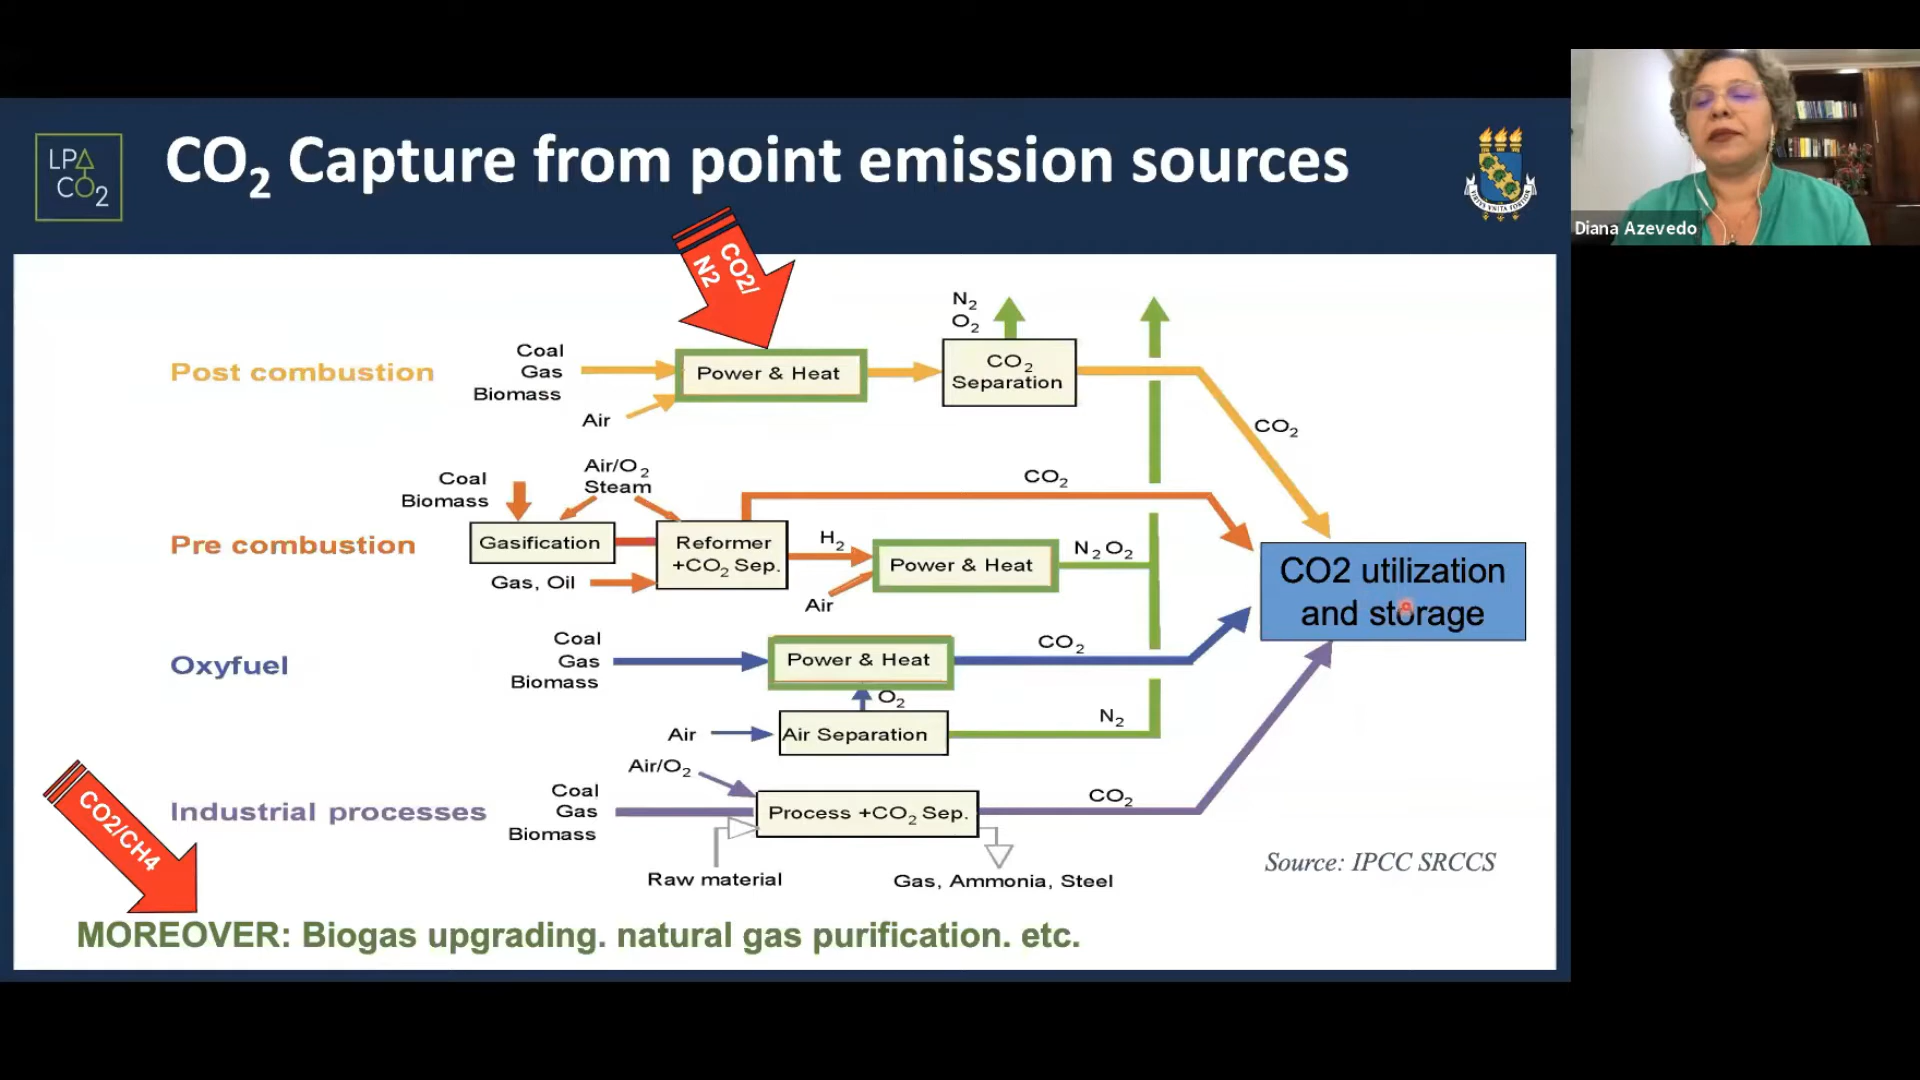 LPA
CO2
CO2 Capture from point emission sources
VIRTUS UNITA FORTIOR
Diana Azevedo
CO2/
N2
N2
O2
Post combustion
Coal
Gas
Biomass
Air
Power & Heat
CO2
Separation
CO2
Coal
Biomass
Air/O2
Steam
CO2
Pre combustion
Gasification
Gas, Oil
Reformer
+CO2 Sep.
H2
Air
Power & Heat
N2 O2
CO2 utilization
and storage
Oxyfuel
Coal
Gas
Biomass
Power & Heat
CO2
O2
Air
Air Separation
N2
Air/O2
CO2/CH4
Industrial processes
Coal
Gas
Biomass
Process +CO2 Sep.
CO2
Raw material
Gas, Ammonia, Steel
Source: IPCC SRCCS
MOREOVER: Biogas upgrading. natural gas purification. etc.